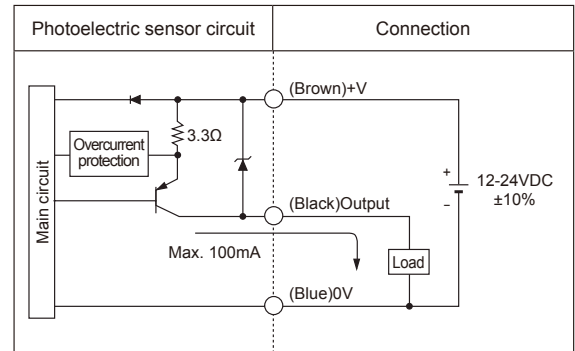 Photoelectric sensor circuit
Connection
(Brown)+V
3.3Ω
Overcurrent
protection
Main circuit
+
12-24VDC
−
±10%
(Black)Output
Max. 100mA
Load
(Blue)0V